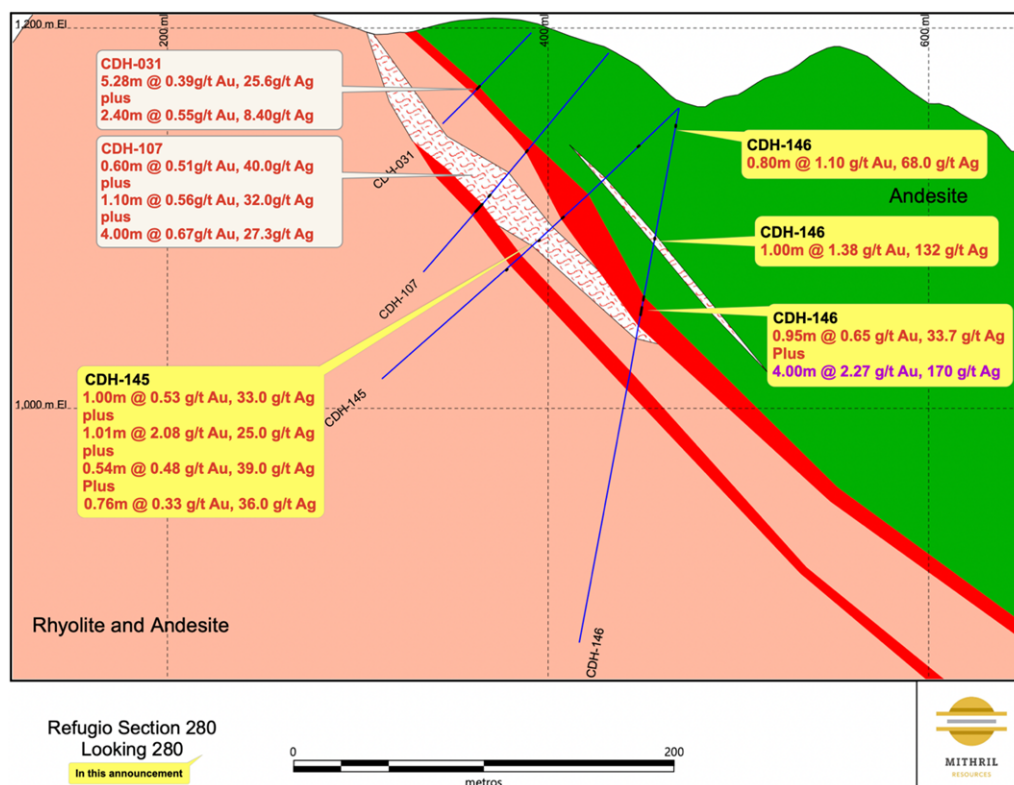 1,200 m El
200 ml
400 ml
600 ml
CDH-031
5.28m @ 0.39g/t Au, 25.6g/t Ag
plus
2.40m @ 0.55g/t Au, 8.40g/t Ag
CDH-107
0.60m @ 0.51g/t Au, 40.0g/t Ag
plus
1.10m @ 0.56g/t Au, 32.0g/t Ag
plus
4.00m @ 0.67g/t Au, 27.3g/t Ag
CDH-031
CDH-146
0.80m @ 1.10 g/t Au, 68.0 g/t Ag
Andesite
CDH-146
1.00m @ 1.38 g/t Au, 132 g/t Ag
CDH-107
CDH-146
0.95m @ 0.65 g/t Au, 33.7 g/t Ag
Plus
4.00m @ 2.27 g/t Au, 170 g/t Ag
CDH-145
1.00m @ 0.53 g/t Au, 33.0 g/t Ag
plus
1.01m @ 2.08 g/t Au, 25.0 g/t Ag
plus
0.54m @ 0.48 g/t Au, 39.0 g/t Ag
Plus
0.76m @ 0.33 g/t Au, 36.0 g/t Ag
CDH-145
1,000 m El
Rhyolite and Andesite
CDH-146
Refugio Section 280
Looking 280
In this announcement
0
200
metros
MITHRIL
RESOURCES